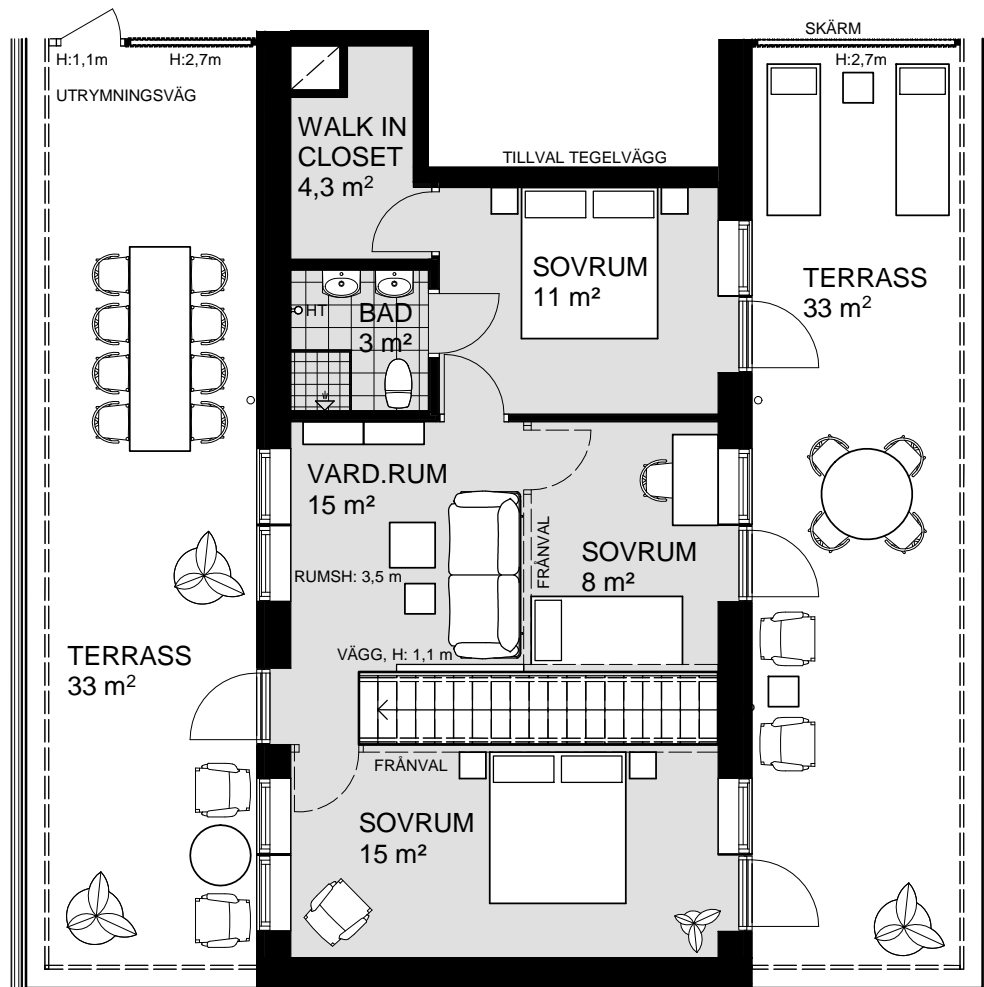 SKÄRM
H:1,1m
H:2,7m
H:2,7m
UTRYMNINGSVÄG
WALK IN
CLOSET
4,3 m²
TILLVAL TEGELVÄGG
SOVRUM
11 m²
TERRASS
33 m²
HT
BAD
3 m²
VARD.RUM
15 m²
FRÅNVAL
SOVRUM
8 m²
RUMSH: 3,5 m
VÄGG, H: 1,1 m
TERRASS
33 m²
FRÅNVAL
SOVRUM
15 m²